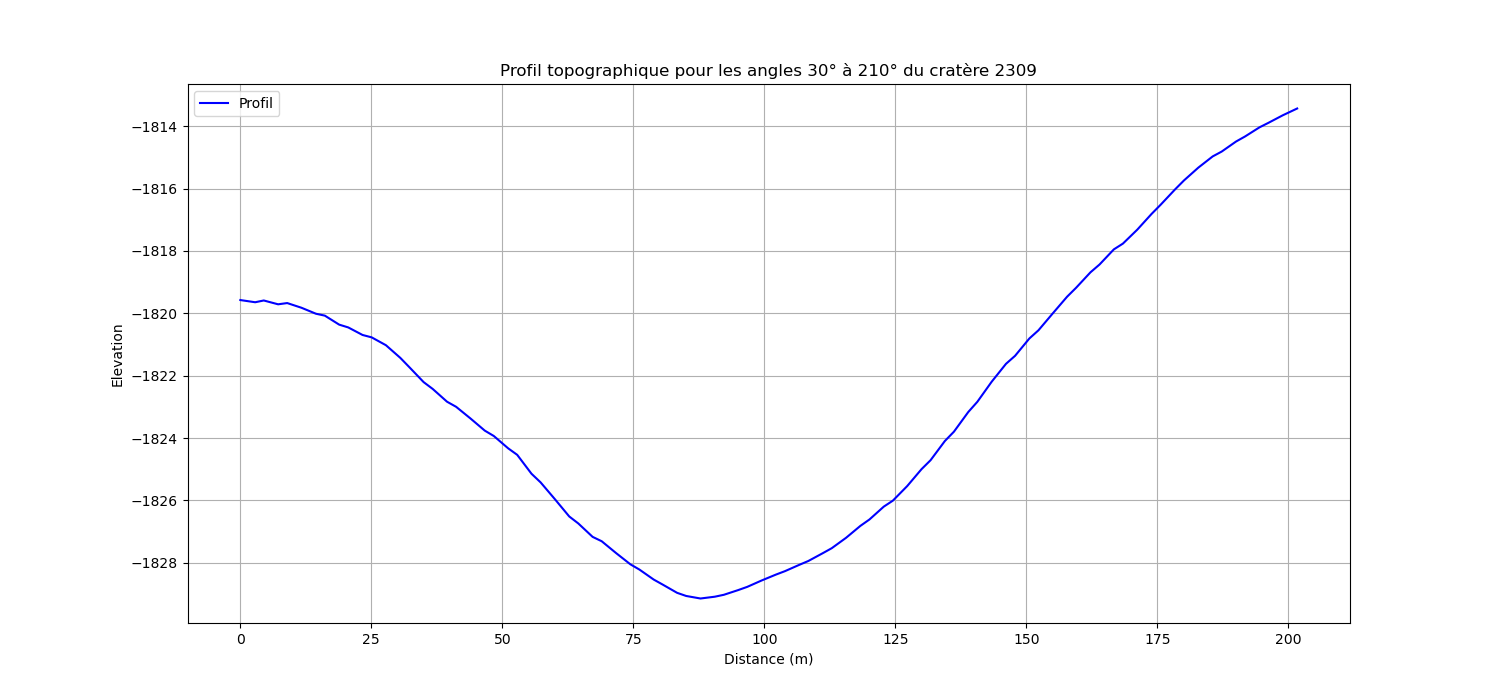 Profil topographique pour les angles 30° à 210° du cratère 2309
Profil
−1814
−1816
−1818
−1820
−1822
−1824
−1826
−1828
Elevation
0 25 50 75 100 125 150 175 200
Distance (m)